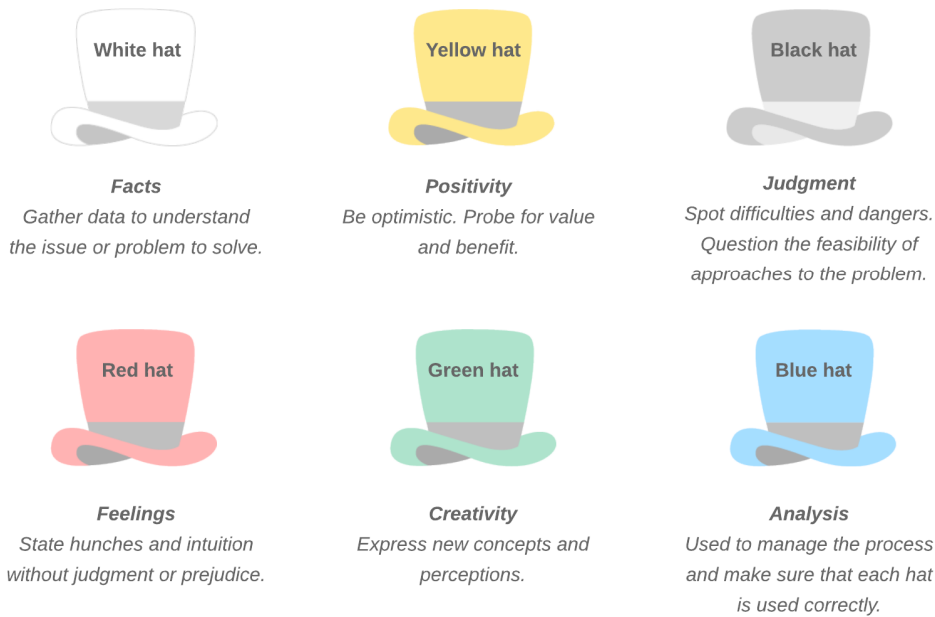 White hat
Facts
Gather data to understand
the issue or problem to solve.
Yellow hat
Positivity
Be optimistic. Probe for value
and benefit.
Black hat
Judgment
Spot difficulties and dangers.
Question the feasibility of
approaches to the problem.
Red hat
Feelings
State hunches and intuition
without judgment or prejudice.
Green hat
Creativity
Express new concepts and
perceptions.
Blue hat
Analysis
Used to manage the process
and make sure that each hat
is used correctly.